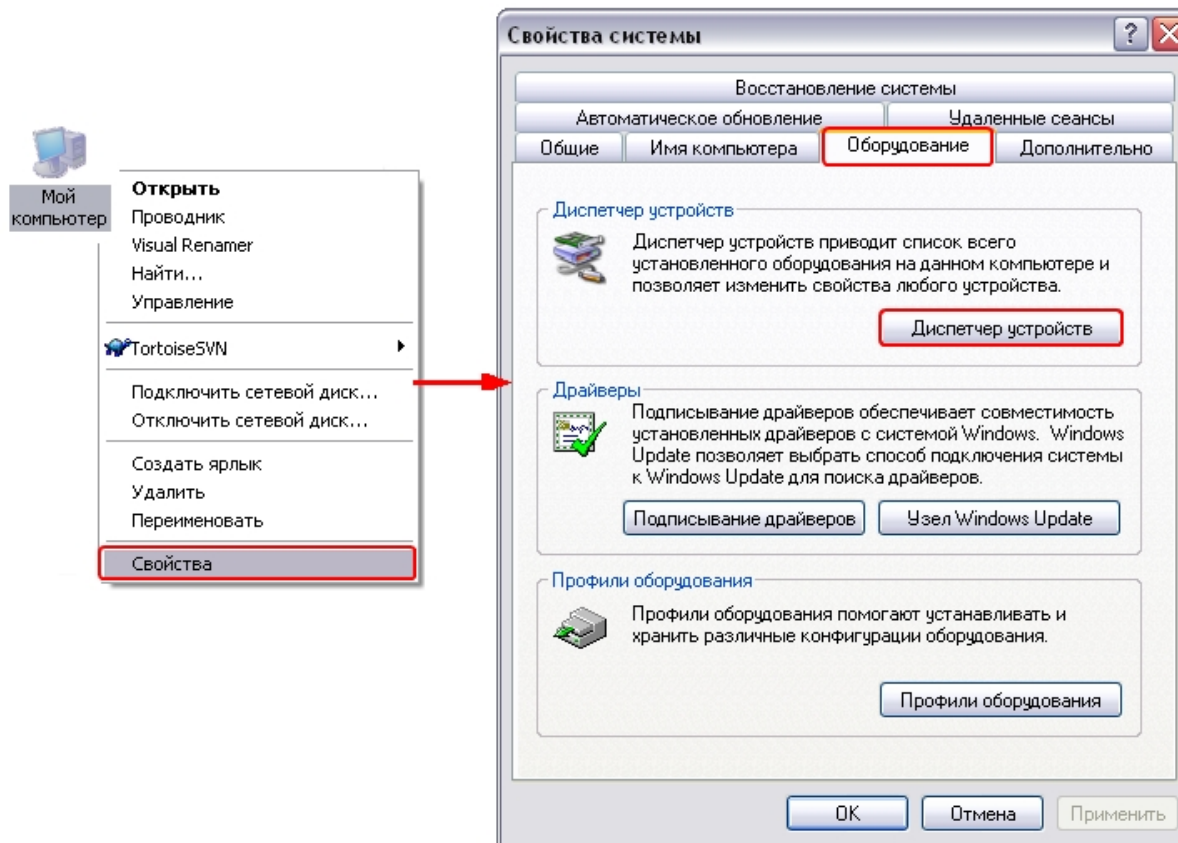 Мой
компьютер
Открыть
Проводник
Visual Renamer
Найти...
Управление
TortoiseSVN
Подключить сетевой диск...
Отключить сетевой диск...
Создать ярлык
Удалить
Переименовать
Свойства
Свойства системы
Восстановление системы
Автоматическое обновление
Удаленные сеансы
Общие
Имя компьютера
Оборудование
Дополнительно
Диспетчер устройств
Диспетчер устройств приводит список всего
установленного оборудования на данном компьютере и
позволяет изменить свойства любого устройства.
Диспетчер устройств
Драйверы
Подписывание драйверов обеспечивает совместимость
установленных драйверов с системой Windows. Windows
Update позволяет выбрать способ подключения системы
к Windows Update для поиска драйверов.
Подписывание драйверов
Узел Windows Update
Профили оборудования
Профили оборудования помогают устанавливать и
хранить различные конфигурации оборудования.
Профили оборудования
OK
Отмена
Применить